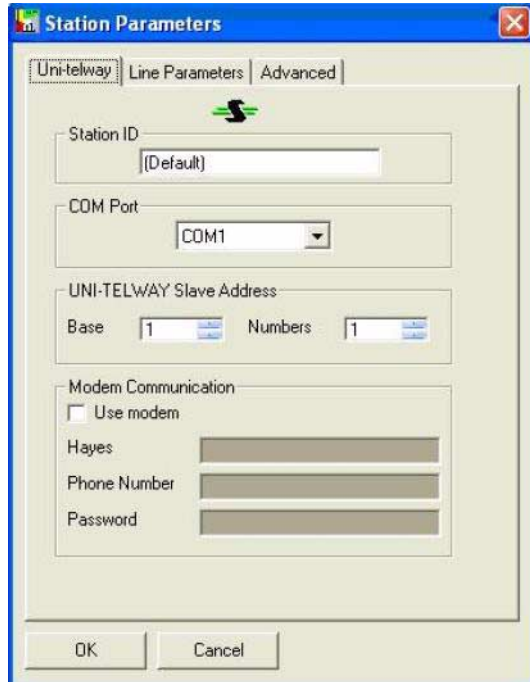 Station Parameters
Uni-telway Line Parameters Advanced
Station ID
(Default)
COM Port
COM1
UNI-TELWAY Slave Address
Base 1 Numbers 1
Modem Communication
Use modem
Hayes
Phone Number
Password
OK Cancel